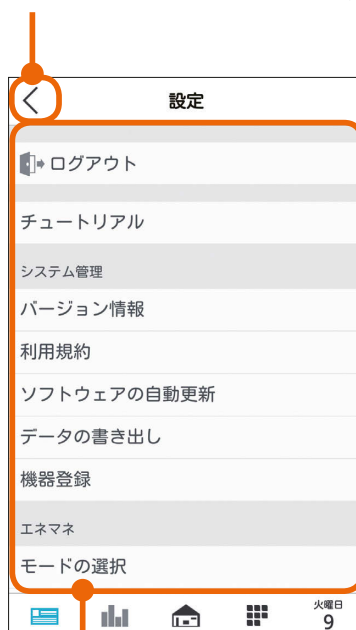 設定
ログアウト
チュートリアル
システム管理
バージョン情報
利用規約
ソフトウェアの自動更新
データの書き出し
機器登録
エネマネ
モードの選択
火曜日
9